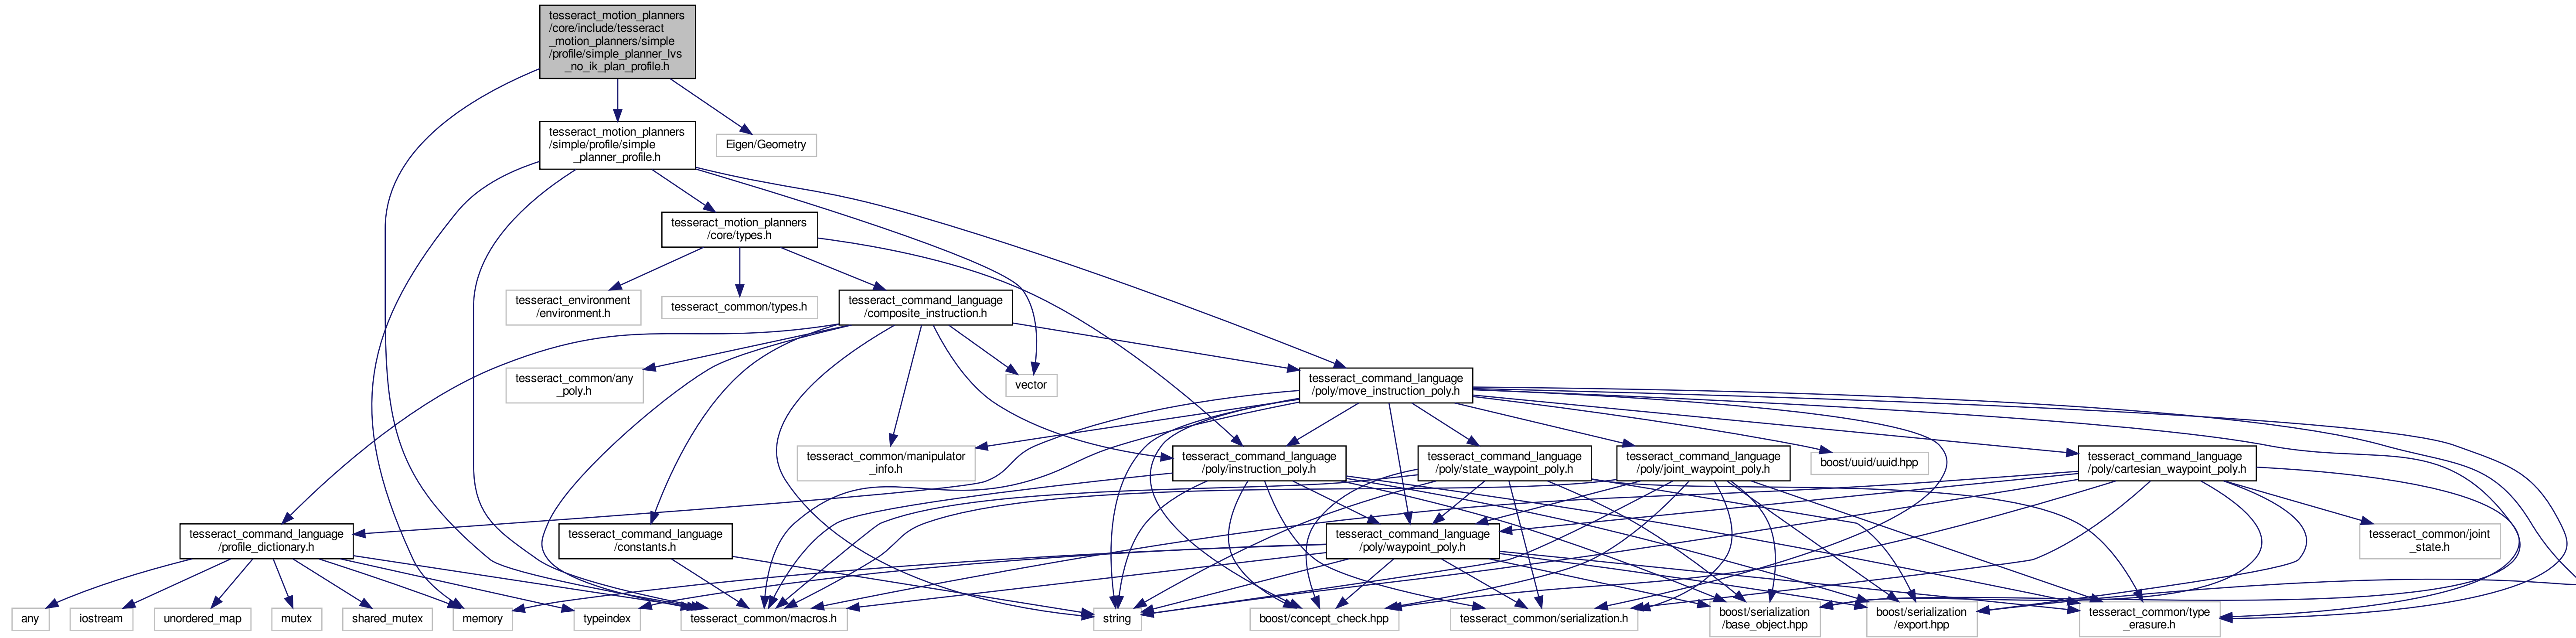 tesseract_motion_planners
/core/include/tesseract
_motion_planners/simple
/profile/simple_planner_lvs
_no_ik_plan_profile.h
tesseract_motion_planners
/simple/profile/simple
_planner_profile.h
Eigen/Geometry
tesseract_motion_planners
/core/types.h
tesseract_environment
/environment.h
tesseract_common/types.h
tesseract_command_language
/composite_instruction.h
tesseract_common/any
_poly.h
vector
tesseract_command_language
/poly/move_instruction_poly.h
tesseract_common/manipulator
_info.h
tesseract_command_language
/poly/instruction_poly.h
tesseract_command_language
/poly/state_waypoint_poly.h
tesseract_command_language
/poly/joint_waypoint_poly.h
boost/uuid/uuid.hpp
tesseract_command_language
/poly/cartesian_waypoint_poly.h
tesseract_command_language
/profile_dictionary.h
tesseract_command_language
/constants.h
tesseract_command_language
/poly/waypoint_poly.h
tesseract_common/joint
_state.h
any
iostream
unordered_map
mutex
shared_mutex
memory
typeindex
tesseract_common/macros.h
string
boost/concept_check.hpp
tesseract_common/serialization.h
boost/serialization
/base_object.hpp
boost/serialization
/export.hpp
tesseract_common/type
_erasure.h